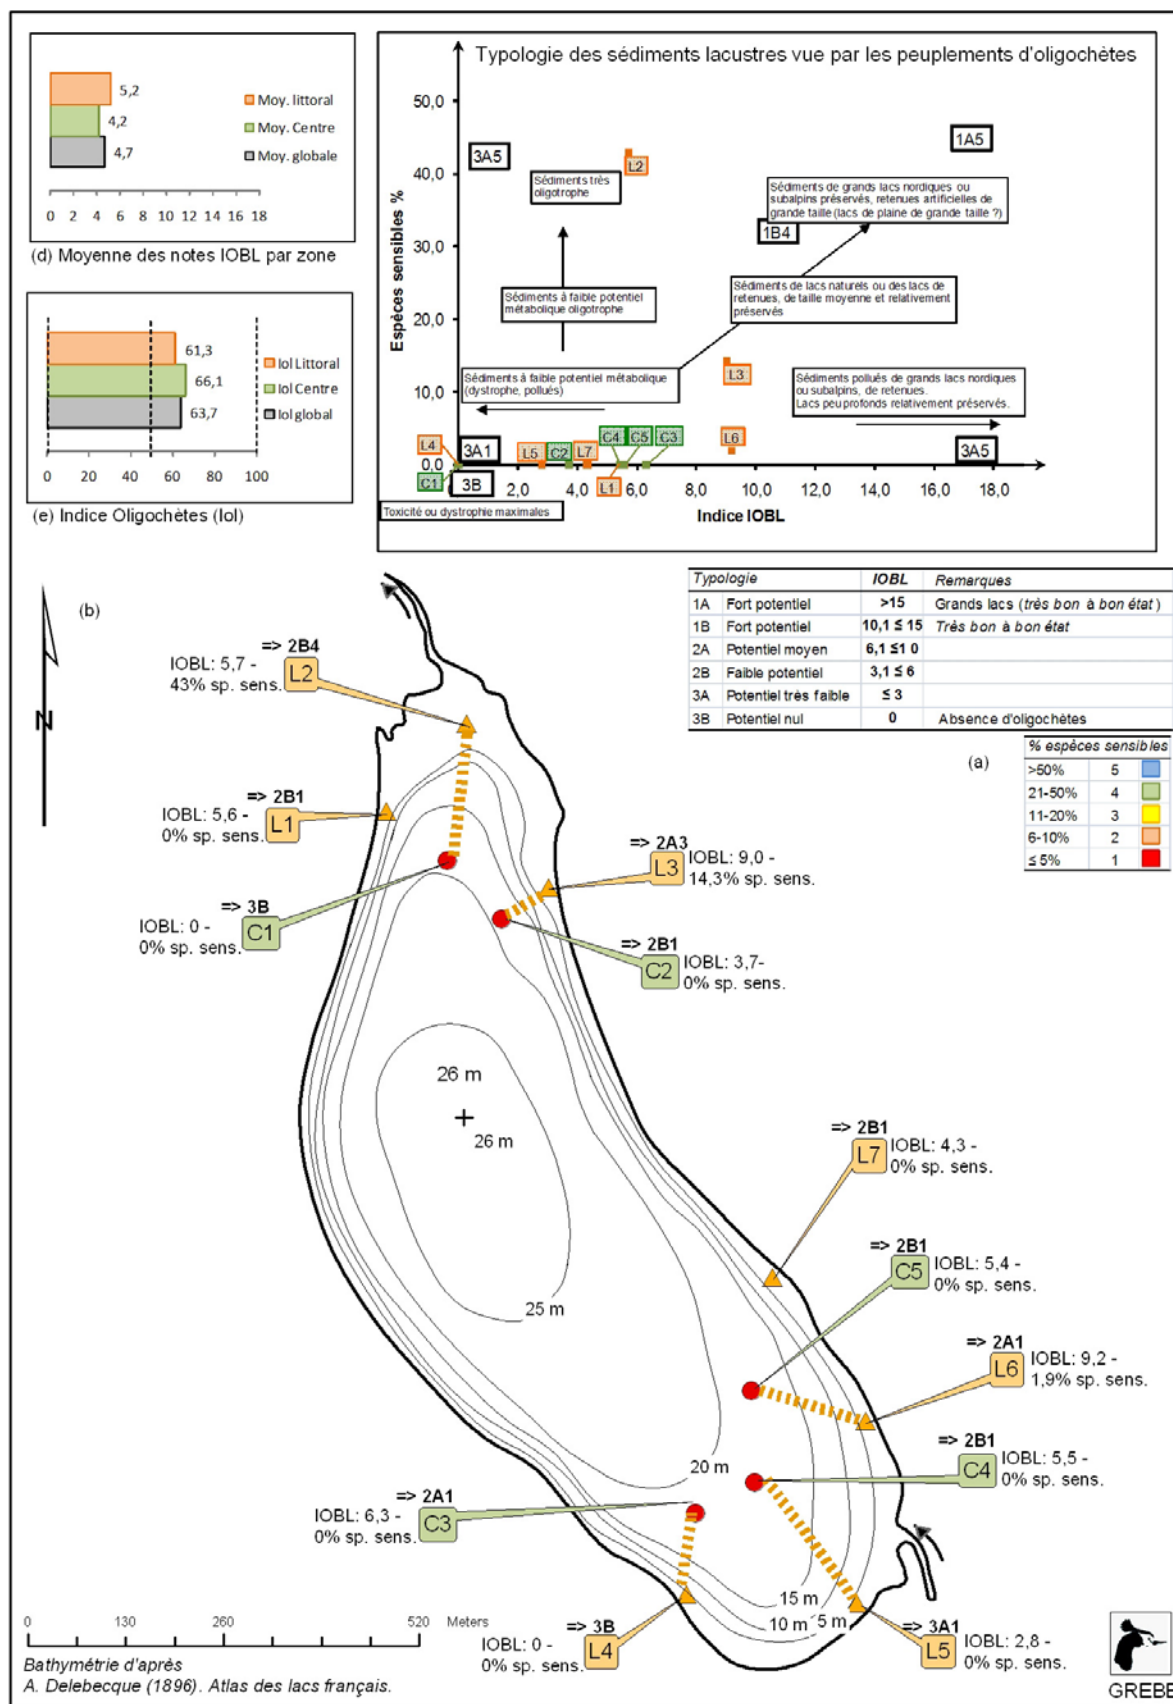 5,2
4,2
4,7
Moy. littoral
Moy. Centre
Moy. globale
0 2 4 6 8 10 12 14 16 18
(d) Moyenne des notes IOBL par zone
61,3
66,1
63,7
Iol Littoral
Iol Centre
Iol global
0 20 40 60 80 100
(e) Indice Oligochètes (Iol)
Typologie des sédiments lacustres vue par les peuplements d'oligochètes
Espèces sensibles %
50,0
40,0
30,0
20,0
10,0
0,0
3A5
L2
1A5
Sédiments très
oligotrophe
Sédiments de grands lacs nordiques ou
subalpins préservés, retenues artificielles de
grande taille (lacs de plaine de grande taille ?)
1B4
Sédiments à faible potentiel
métabolique oligotrophe
Sédiments de lacs naturels ou des lacs de
retenues, de taille moyenne et relativement
préservés
L3
Sédiments à faible potentiel métabolique
(dystrophe, pollués)
Sédiments pollués de grands lacs nordiques
ou subalpins, de retenues.
Lacs peu profonds relativement préservés.
L4
3A1
L5
C2
L7
C4
C5
C3
L6
3A5
C1
3B
L1
2,0 4,0 6,0 8,0 10,0 12,0 14,0 16,0 18,0
Toxicité ou dystrophie maximales
Indice IOBL
Typologie IOBL Remarques
1A Fort potentiel >15 Grands lacs (très bon à bon état)
1B Fort potentiel 10,1 ≤ 15 Très bon à bon état
2A Potentiel moyen 6,1 ≤1 0
2B Faible potentiel 3,1 ≤ 6
3A Potentiel très faible ≤ 3
3B Potentiel nul 0 Absence d'oligochètes
(a)
% espèces sensibles
>50% 5
21-50% 4
11-20% 3
6-10% 2
≤ 5% 1
(b)
N
=> 2B4
IOBL: 5,7 -
43% sp. sens.
L2
=> 2B1
IOBL: 5,6 -
0% sp. sens.
L1
=> 2A3
L3
IOBL: 9,0 -
14,3% sp. sens.
=> 3B
IOBL: 0 -
0% sp. sens.
C1
=> 2B1
C2
IOBL: 3,7-
0% sp. sens.
26 m
26 m
25 m
=> 2B1
L7
IOBL: 4,3 -
0% sp. sens.
=> 2B1
C5
IOBL: 5,4 -
0% sp. sens.
=> 2A1
L6
IOBL: 9,2 -
1,9% sp. sens.
=> 2B1
C4
IOBL: 5,5 -
0% sp. sens.
20 m
=> 2A1
IOBL: 6,3 -
0% sp. sens.
C3
15 m
10 m
5 m
=> 3B
IOBL: 0 -
0% sp. sens.
L4
=> 3A1
L5
IOBL: 2,8 -
0% sp. sens.
0 130 260 520 Meters
Bathymétrie d'après
A. Delebecque (1896). Atlas des lacs français.
GREBE